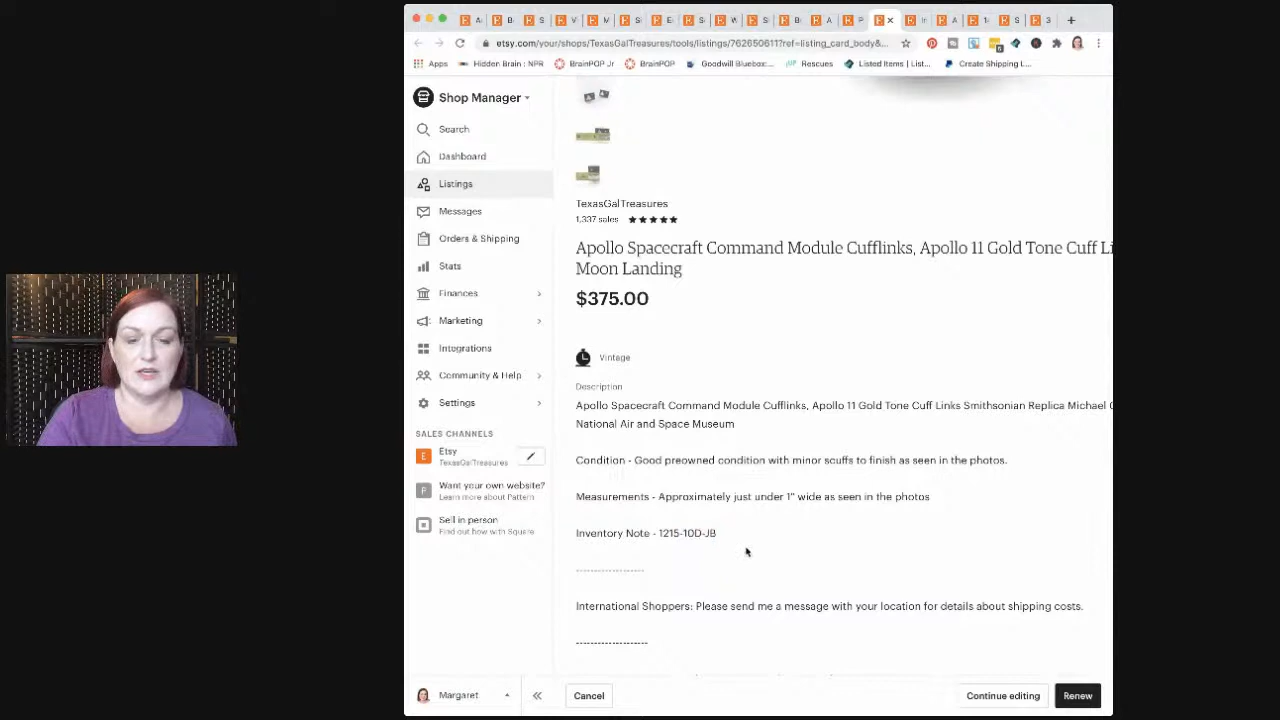 A
B
S
V
M
S
E
S
W
S
B
A
P
x
Ir
A
1
S
3
+
etsy.com/your/shops/TexasGalTreasures/tools/listings/762650611?ref=listing_card_body&...
Apps
Hidden Brain : NPR
BrainPOP Jr
BrainPOP
Goodwill Bluebox:...
UP Rescues
Listed Items | List...
Create Shipping L...
Shop Manager
Search
Dashboard
Listings
Messages
Orders & Shipping
Stats
Finances
Marketing
Integrations
Community & Help
Settings
SALES CHANNELS
E
Etsy
TexasGalTreasures
P
Want your own website?
Learn more about Pattern
Sell in person
Find out how with Square
Margaret
TexasGalTreasures
1,337 sales ★★★★★
Apollo Spacecraft Command Module Cufflinks, Apollo 11 Gold Tone Cuff Li
Moon Landing
$375.00
Vintage
Description
Apollo Spacecraft Command Module Cufflinks, Apollo 11 Gold Tone Cuff Links Smithsonian Replica Michael C
National Air and Space Museum
Condition - Good preowned condition with minor scuffs to finish as seen in the photos.
Measurements - Approximately just under 1" wide as seen in the photos
Inventory Note - 1215-10D-JB
-------------------
International Shoppers: Please send me a message with your location for details about shipping costs.
--------------------
Cancel
Continue editing
Renew